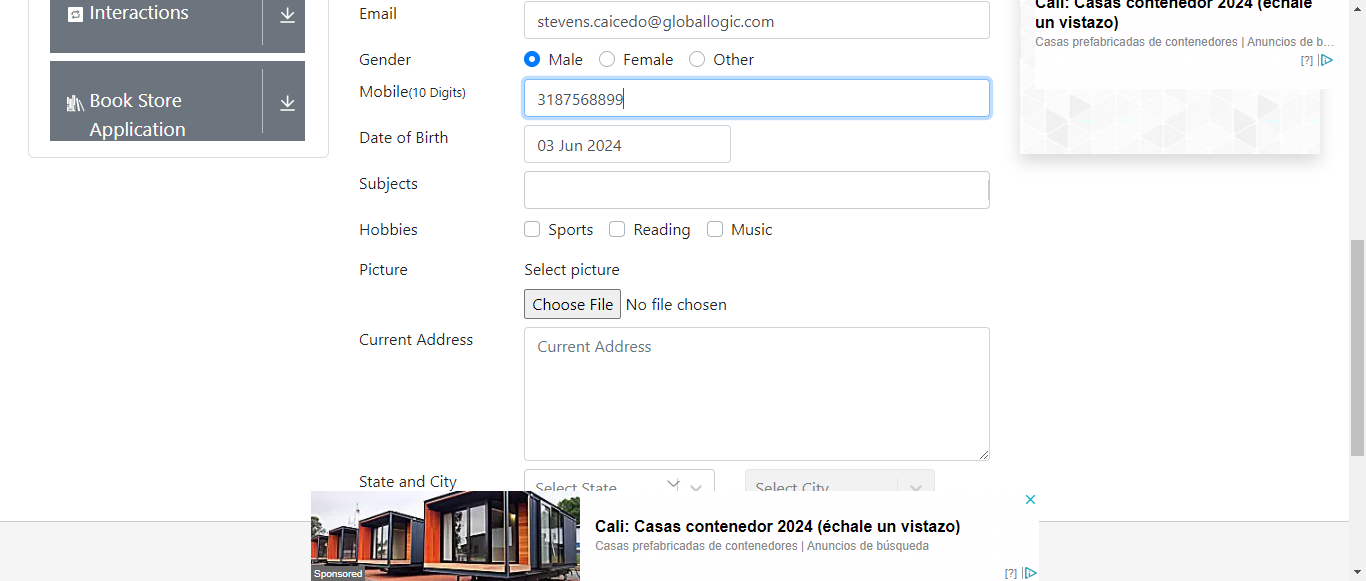 Interactions
Book Store
Application
Email
stevens.caicedo@globallogic.com
Gender
Male Female Other
Mobile(10 Digits)
3187568899
Date of Birth
03 Jun 2024
Subjects
Hobbies
Sports Reading Music
Picture
Select picture
Choose File No file chosen
Current Address
Current Address
State and City
Select State
Select City
Cali: Casas contenedor 2024 (échale
un vistazo)
Casas prefabricadas de contenedores | Anuncios de b…
[?]
Sponsored
Cali: Casas contenedor 2024 (échale un vistazo)
Casas prefabricadas de contenedores | Anuncios de búsqueda
[?]